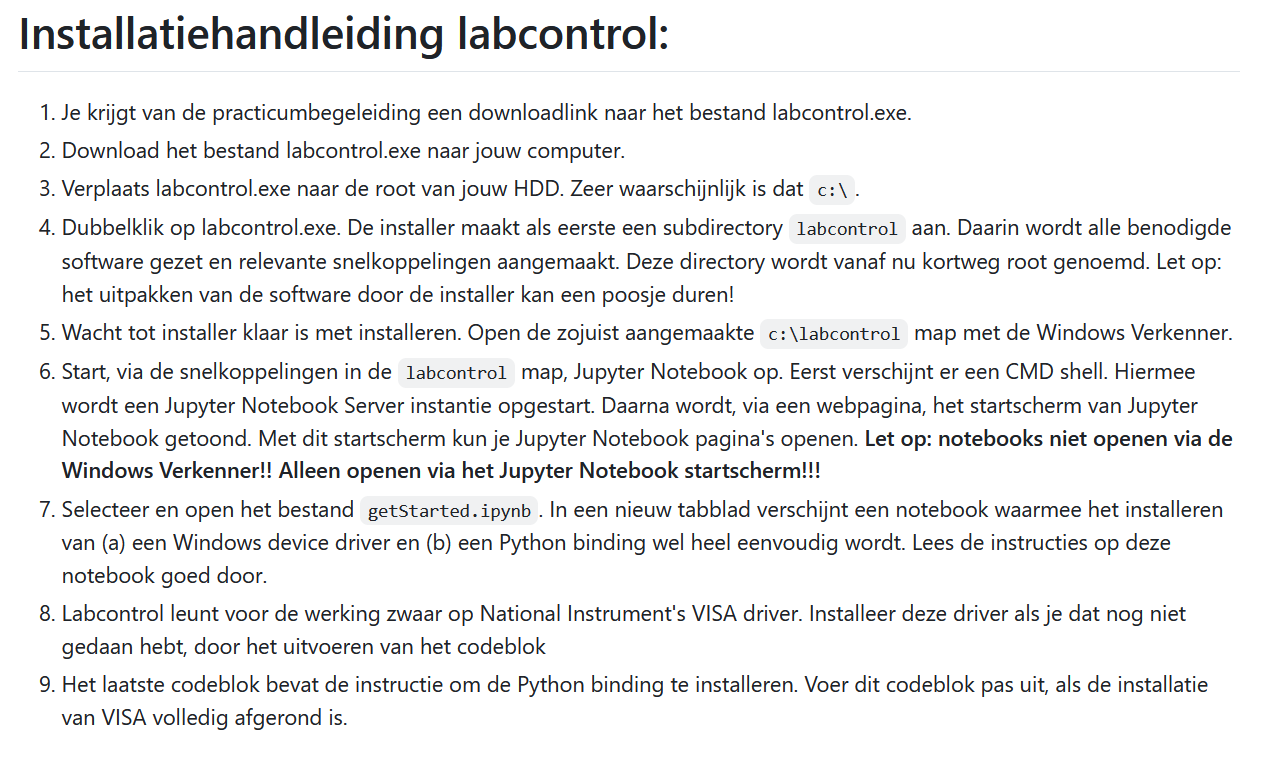 Installatiehandleiding labcontrol:
1. Je krijgt van de practicumbegeleiding een downloadlink naar het bestand labcontrol.exe.
2. Download het bestand labcontrol.exe naar jouw computer.
3. Verplaats labcontrol.exe naar de root van jouw HDD. Zeer waarschijnlijk is dat c:\ .
4. Dubbelklik op labcontrol.exe. De installer maakt als eerste een subdirectory labcontrol aan. Daarin wordt alle benodigde
software gezet en relevante snelkoppelingen aangemaakt. Deze directory wordt vanaf nu kortweg root genoemd. Let op:
het uitpakken van de software door de installer kan een poosje duren!
5. Wacht tot installer klaar is met installeren. Open de zojuist aangemaakte c:\labcontrol map met de Windows Verkenner.
6. Start, via de snelkoppelingen in de labcontrol map, Jupyter Notebook op. Eerst verschijnt er een CMD shell. Hiermee
wordt een Jupyter Notebook Server instantie opgestart. Daarna wordt, via een webpagina, het startscherm van Jupyter
Notebook getoond. Met dit startscherm kun je Jupyter Notebook pagina's openen. Let op: notebooks niet openen via de
Windows Verkenner!! Alleen openen via het Jupyter Notebook startscherm!!!
7. Selecteer en open het bestand getStarted.ipynb . In een nieuw tabblad verschijnt een notebook waarmee het installeren
van (a) een Windows device driver en (b) een Python binding wel heel eenvoudig wordt. Lees de instructies op deze
notebook goed door.
8. Labcontrol leunt voor de werking zwaar op National Instrument's VISA driver. Installeer deze driver als je dat nog niet
gedaan hebt, door het uitvoeren van het codeblok
9. Het laatste codeblok bevat de instructie om de Python binding te installeren. Voer dit codeblok pas uit, als de installatie
van VISA volledig afgerond is.